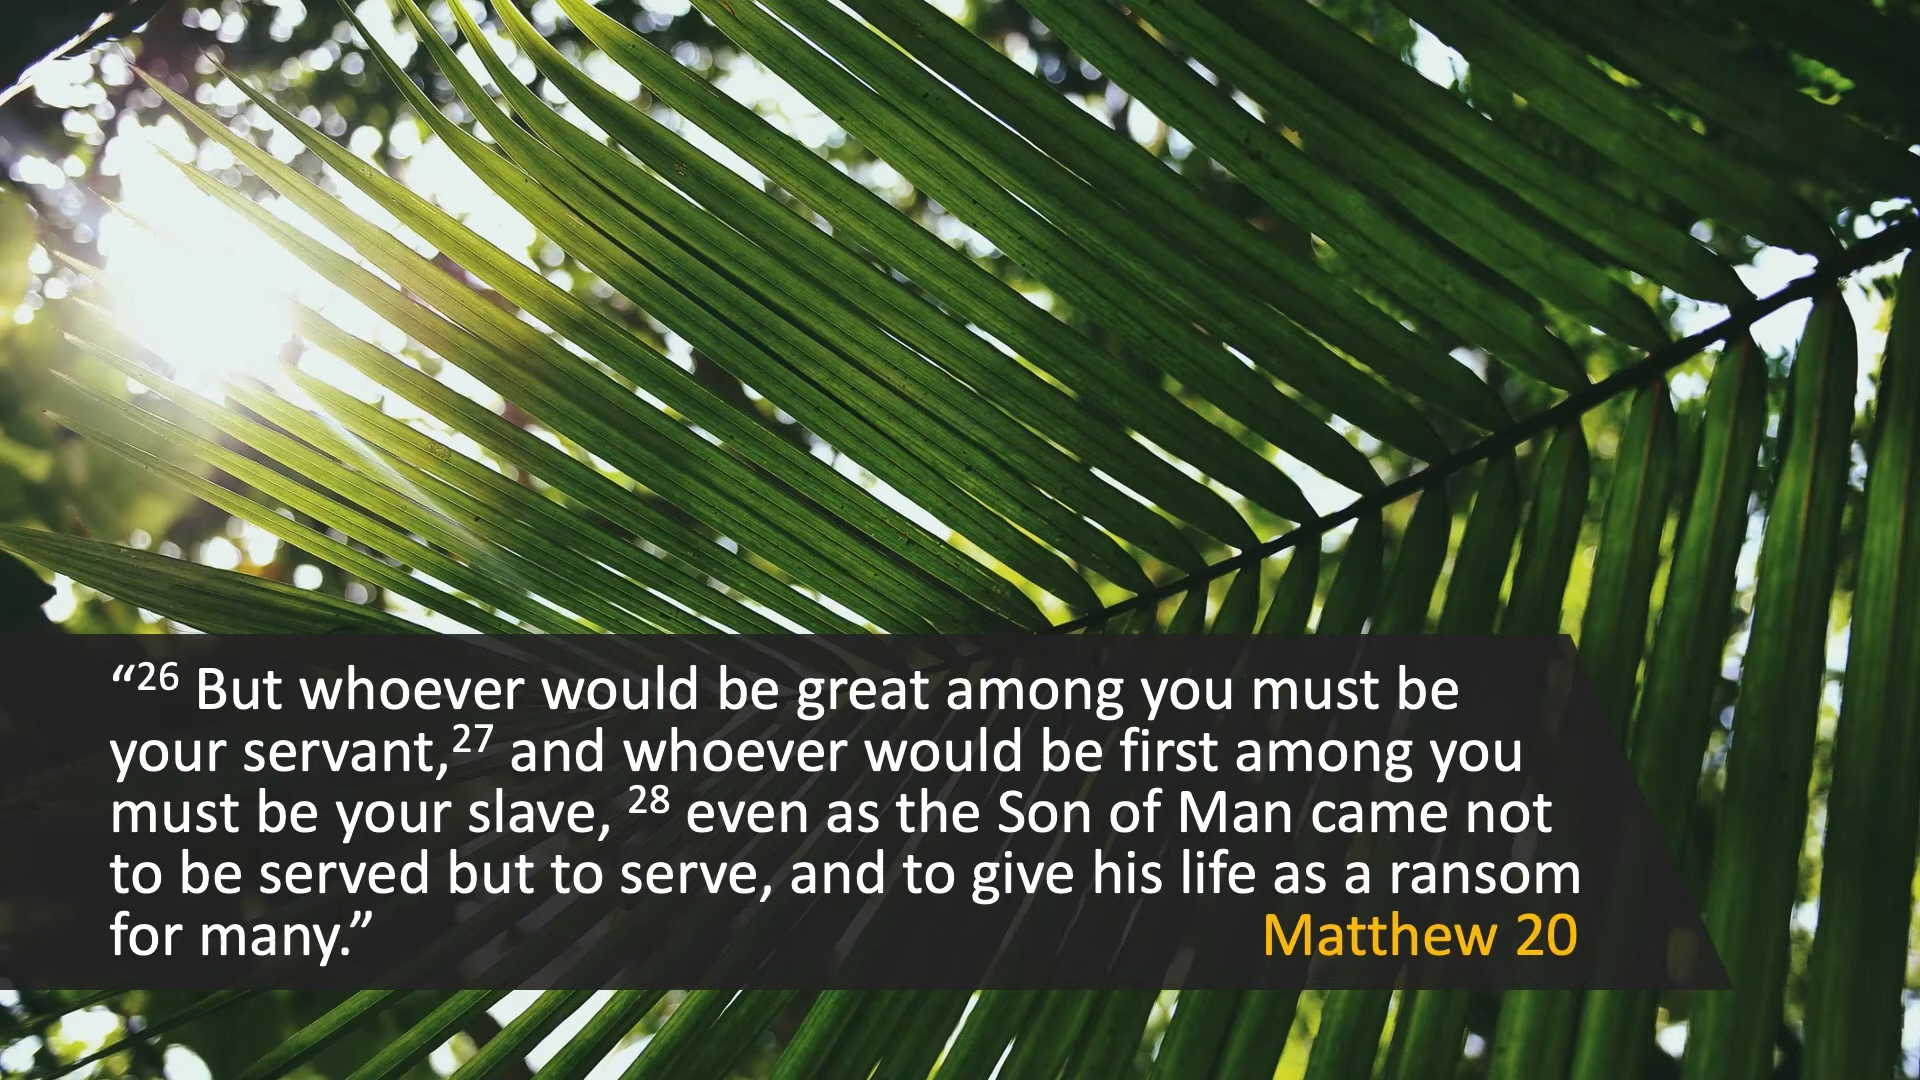 “26 But whoever would be great among you must be
your servant,27 and whoever would be first among you
must be your slave, 28 even as the Son of Man came not
to be served but to serve, and to give his life as a ransom
for many.” Matthew 20